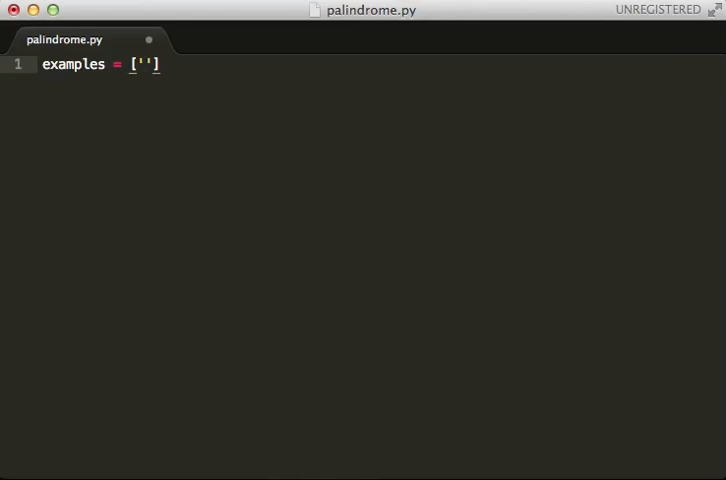 palindrome.py
UNREGISTERED
palindrome.py
1 examples = ['']